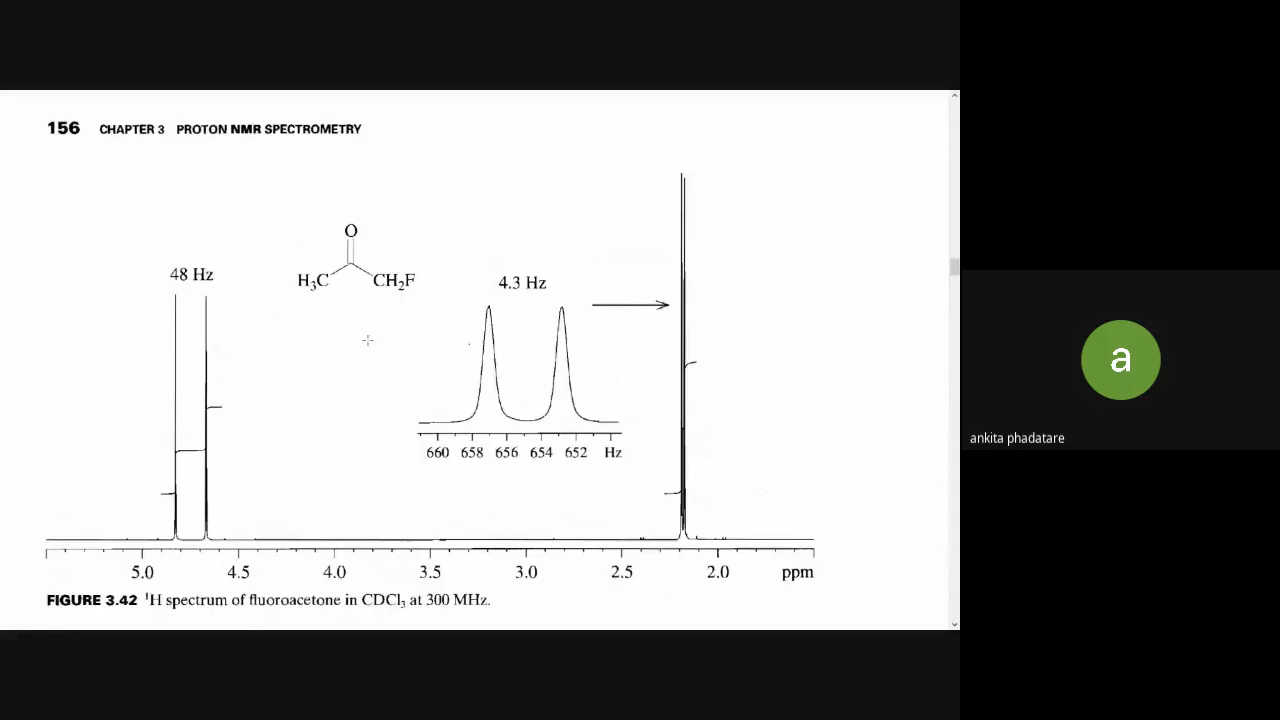 156 CHAPTER 3 PROTON NMR SPECTROMETRY
O
48 Hz
H₃C CH₂F
4.3 Hz
660 658 656 654 652 Hz
5.0 4.5 4.0 3.5 3.0 2.5 2.0 ppm
FIGURE 3.42 ¹H spectrum of fluoroacetone in CDCl₃ at 300 MHz.
a
ankita phadatare